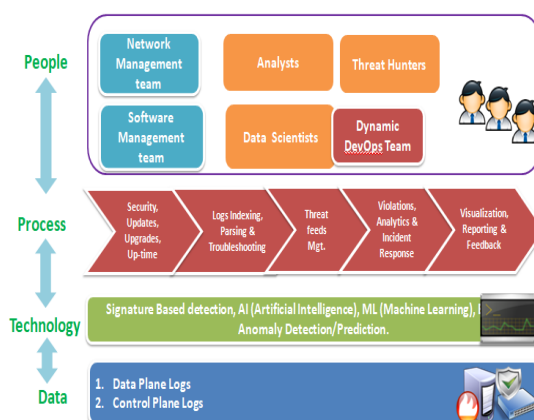 People
Network
Management
team
Analysts
Threat Hunters
Software
Management
team
Data Scientists
Dynamic
DevOps Team
Process
Security,
Updates,
Upgrades,
Up-time
Logs Indexing,
Parsing &
Troubleshooting
Threat
feeds
Mgt.
Violations,
Analytics &
Incident
Response
Visualization,
Reporting &
Feedback
Technology
Signature Based detection, AI (Artificial Intelligence), ML (Machine Learning),
Anomaly Detection/Prediction.
Data
1. Data Plane Logs
2. Control Plane Logs